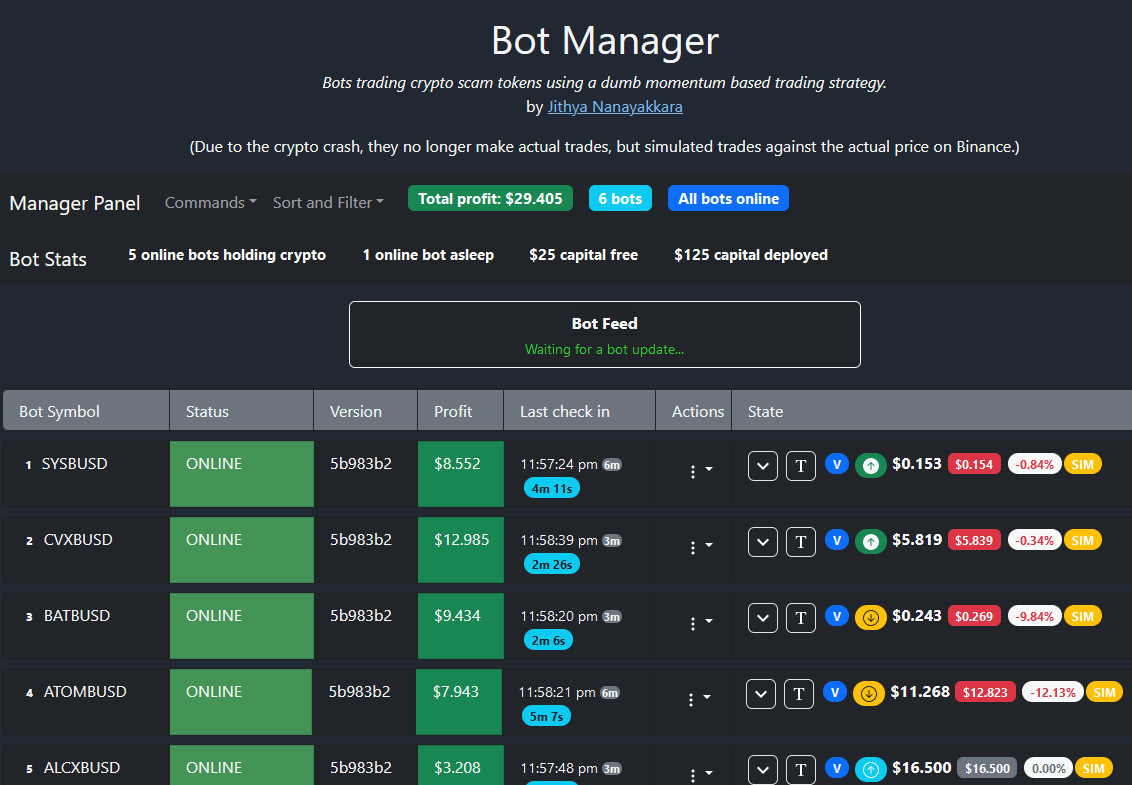 Bot Manager
Bots trading crypto scam tokens using a dumb momentum based trading strategy.
by Jithya Nanayakkara
(Due to the crypto crash, they no longer make actual trades, but simulated trades against the actual price on Binance.)
Manager Panel Commands Sort and Filter Total profit: $29.405 6 bots All bots online
Bot Stats 5 online bots holding crypto 1 online bot asleep $25 capital free $125 capital deployed
Bot Feed
Waiting for a bot update...
Bot Symbol Status Version Profit Last check in Actions State
1 SYSBUSD ONLINE 5b983b2 $8.552 11:57:24 pm 6m T V $0.153 $0.154 -0.84% SIM
4m 11s
2 CVXBUSD ONLINE 5b983b2 $12.985 11:58:39 pm 3m T V $5.819 $5.839 -0.34% SIM
2m 26s
3 BATBUSD ONLINE 5b983b2 $9.434 11:58:20 pm 3m T V $0.243 $0.269 -9.84% SIM
2m 6s
4 ATOMBUSD ONLINE 5b983b2 $7.943 11:58:21 pm 6m T V $11.268 $12.823 -12.13% SIM
5m 7s
5 ALCXBUSD ONLINE 5b983b2 $3.208 11:57:48 pm 3m T V $16.500 $16.500 0.00% SIM